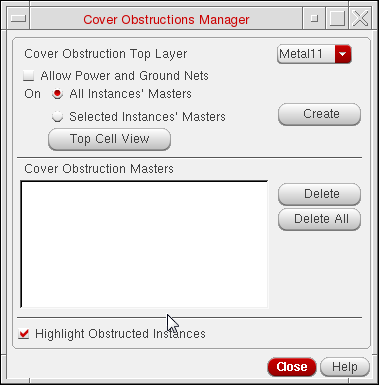 Cover Obstructions Manager
Cover Obstruction Top Layer Metal11
Allow Power and Ground Nets
On All Instances' Masters
Selected Instances' Masters Create
Top Cell View
Cover Obstruction Masters
Delete
Delete All
Highlight Obstructed Instances
Close Help